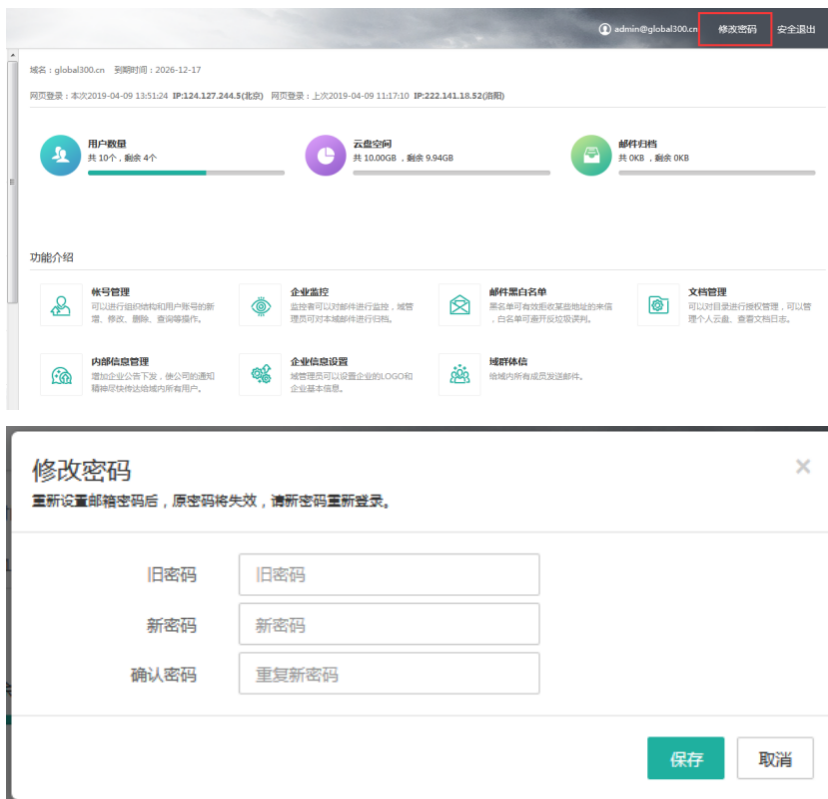 admin@global300.cn 修改密码 安全退出
域名：global300.cn 到期时间：2026-12-17
网页登录：本次2019-04-09 13:51:24 IP:124.127.244.5(北京) 网页登录：上次2019-04-09 11:17:10 IP:222.141.18.52(洛阳)
用户数量
共 10个，剩余 4个
云盘空间
共 10.00GB ，剩余 9.94GB
邮件归档
共 0KB ，剩余 0KB
功能介绍
帐号管理
可以进行组织结构和用户账号的新
增、修改、删除、查询等操作。
企业监控
监控者可以对邮件进行监控，域管
理员可对本域邮件进行归档。
邮件黑白名单
黑名单可有效拒收某些地址的来信
，白名单可避开反垃圾误判。
文档管理
可以对目录进行授权管理，可以管
理个人云盘、查看文档日志。
内部信息管理
增加企业公告下发，使公司的通知
精神尽快传达给域内所有用户。
企业信息设置
域管理员可以设置企业的LOGO和
企业基本信息。
域群体信
给域内所有成员发送邮件。
修改密码
重新设置邮箱密码后，原密码将失效，请新密码重新登录。
旧密码 旧密码
新密码 新密码
确认密码 重复新密码
保存 取消